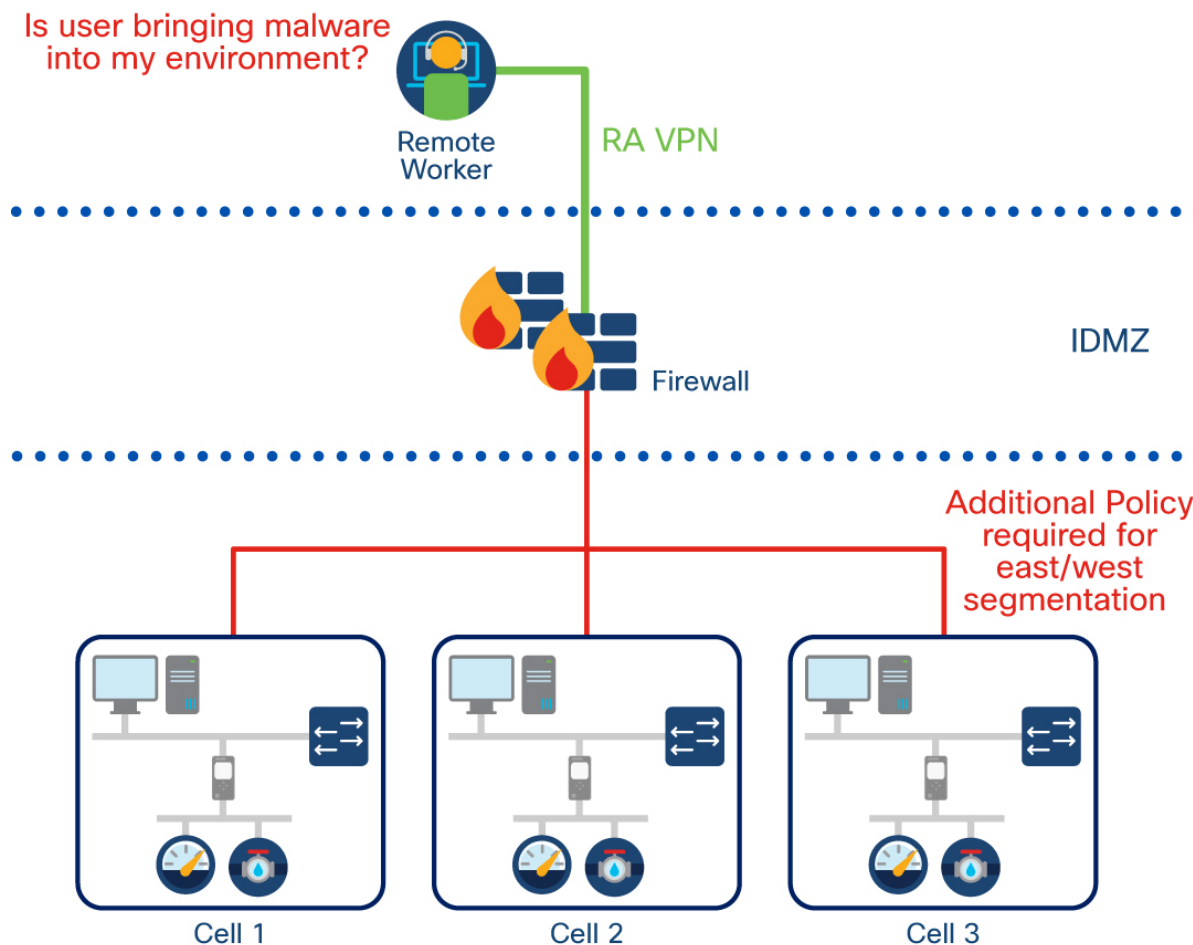 Is user bringing malware
into my environment?
Remote
Worker
RA VPN
IDMZ
Firewall
Additional Policy
required for
east/west
segmentation
Cell 1
Cell 2
Cell 3